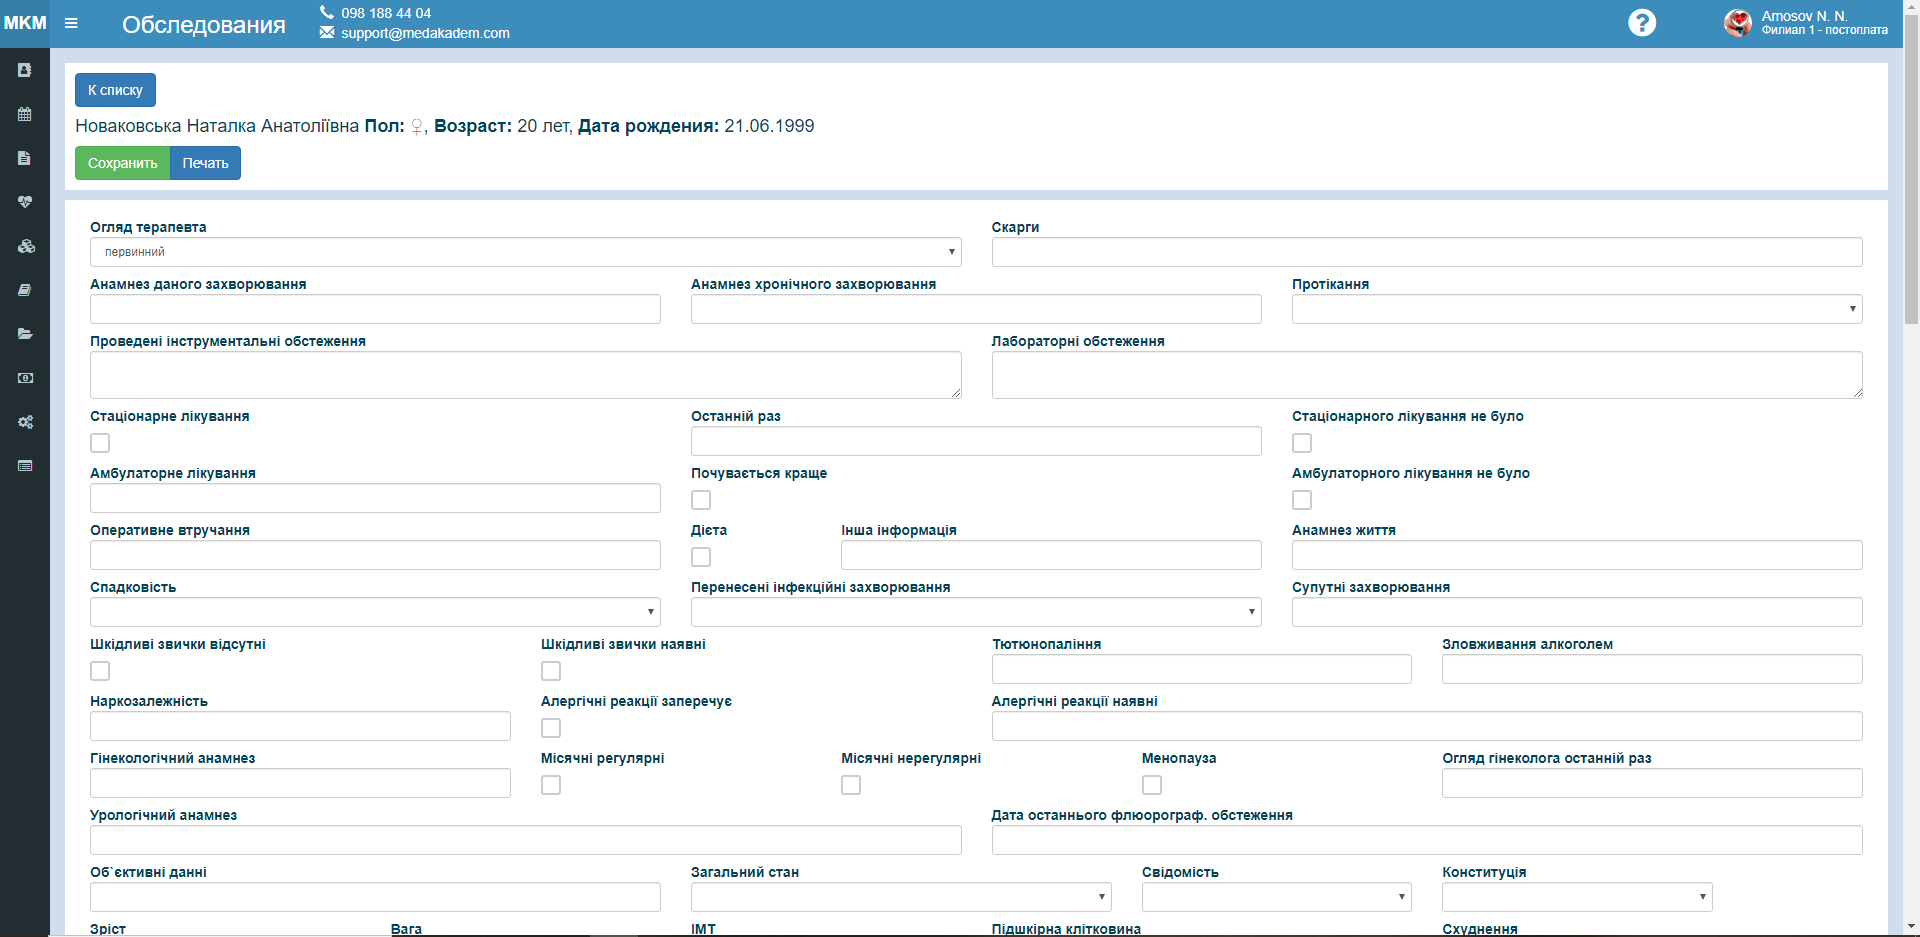 МКМ
Обследования
098 188 44 04
support@medakadem.com
?
Amosov N. N.
Филиал 1 - постоплата
К списку
Новаковська Наталка Анатоліївна Пол: ♀, Возраст: 20 лет, Дата рождения: 21.06.1999
Сохранить Печать
Огляд терапевта Скарги
первинний
Анамнез даного захворювання Анамнез хронічного захворювання Протікання
Проведені інструментальні обстеження Лабораторні обстеження
Стаціонарне лікування Останній раз Стаціонарного лікування не було
Амбулаторне лікування Почувається краще Амбулаторного лікування не було
Оперативне втручання Дієта Інша інформація Анамнез життя
Спадковість Перенесені інфекційні захворювання Супутні захворювання
Шкідливі звички відсутні Шкідливі звички наявні Тютюнопаління Зловживання алкоголем
Наркозалежність Алергічні реакції заперечує Алергічні реакції наявні
Гінекологічний анамнез Місячні регулярні Місячні нерегулярні Менопауза Огляд гінеколога останній раз
Урологічний анамнез Дата останнього флюорограф. обстеження
Об`єктивні данні Загальний стан Свідомість Конституція
Зріст Вага ІМТ Підшкірна клітковина Схуднення